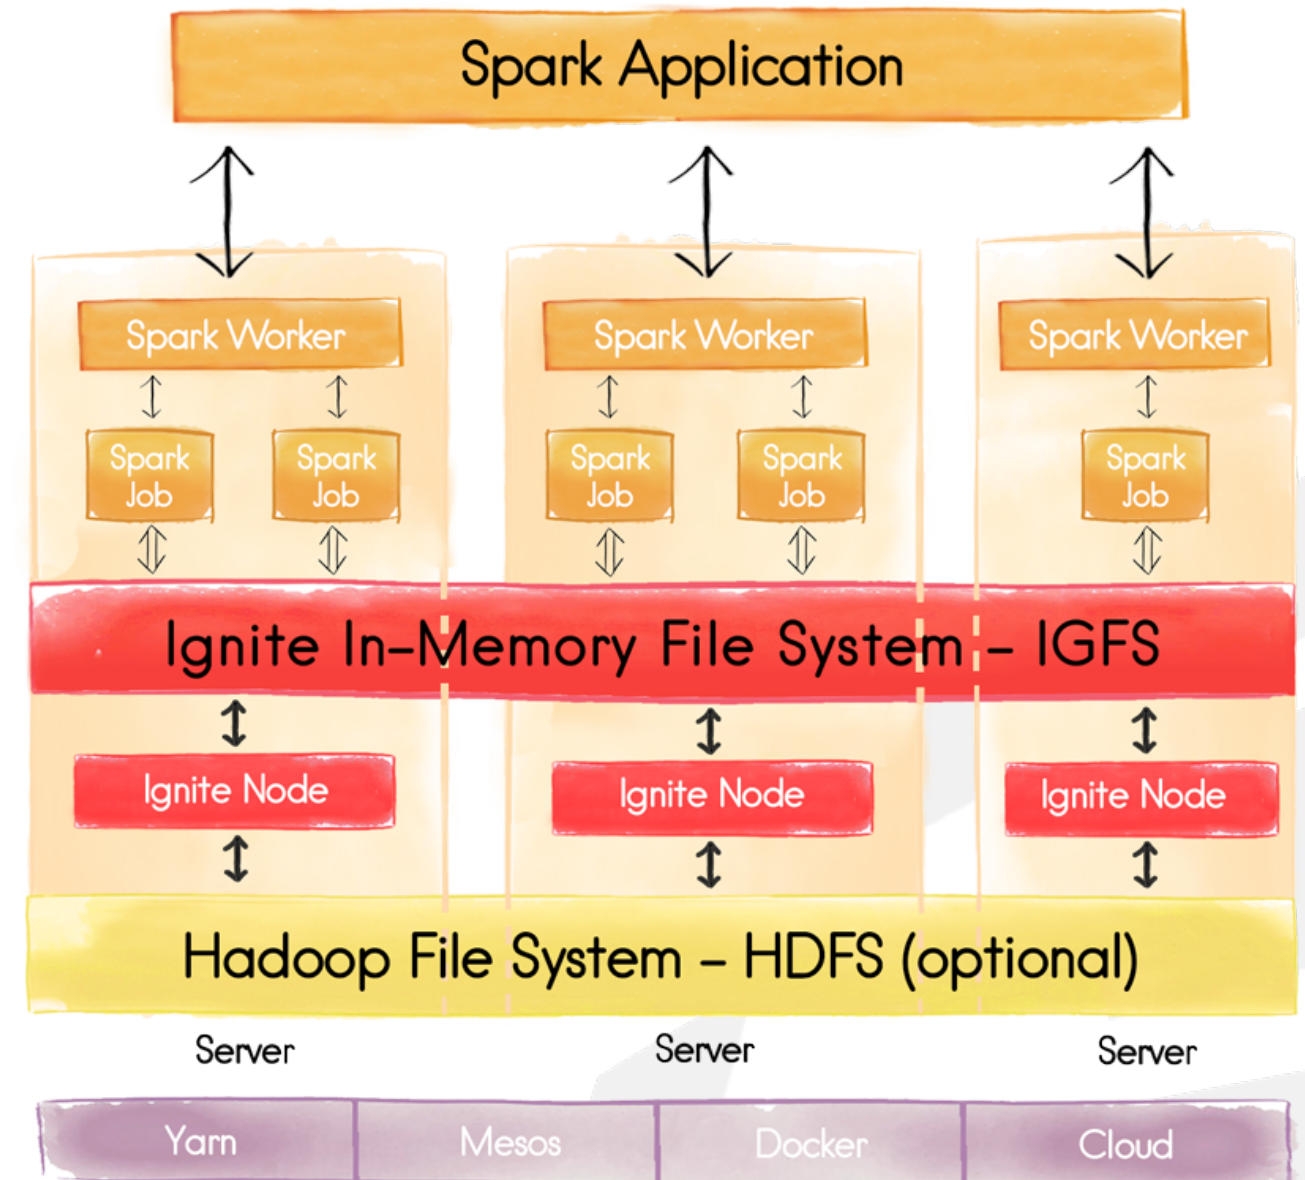 Spark Application
Spark Worker
Spark Worker
Spark Worker
Spark
Job
Spark
Job
Spark
Job
Spark
Job
Spark
Job
Ignite In-Memory File System - IGFS
Ignite Node
Ignite Node
Ignite Node
Hadoop File System - HDFS (optional)
Server
Server
Server
Yarn
Mesos
Docker
Cloud